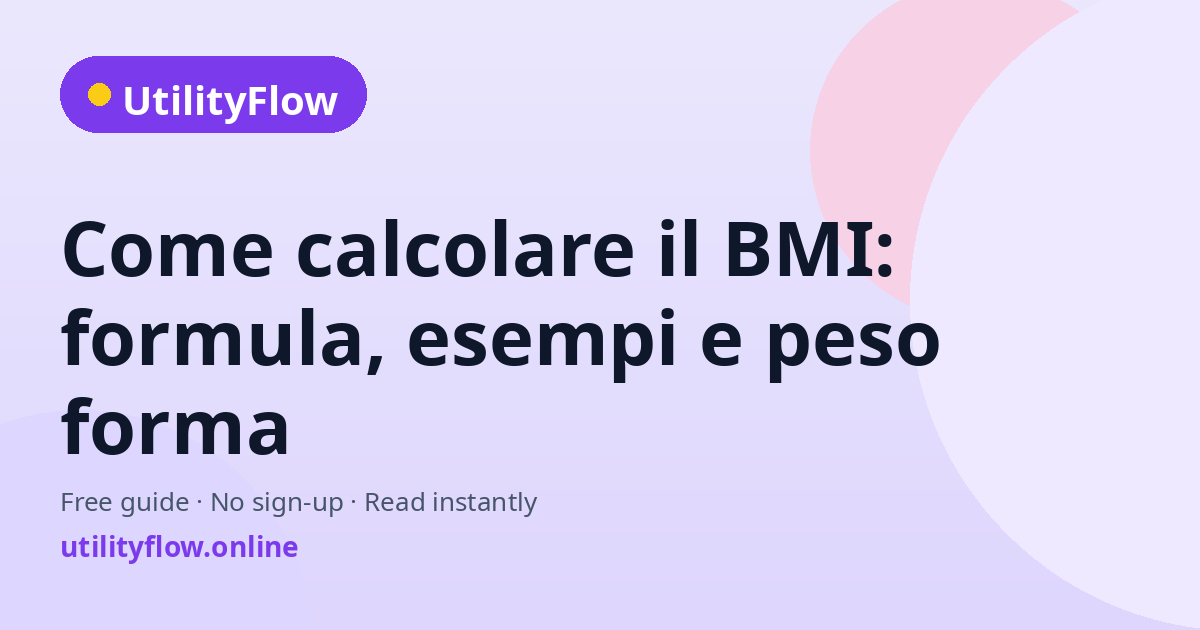 UtilityFlow
Come calcolare il BMI:
formula, esempi e peso
forma
Free guide · No sign-up · Read instantly
utilityflow.online